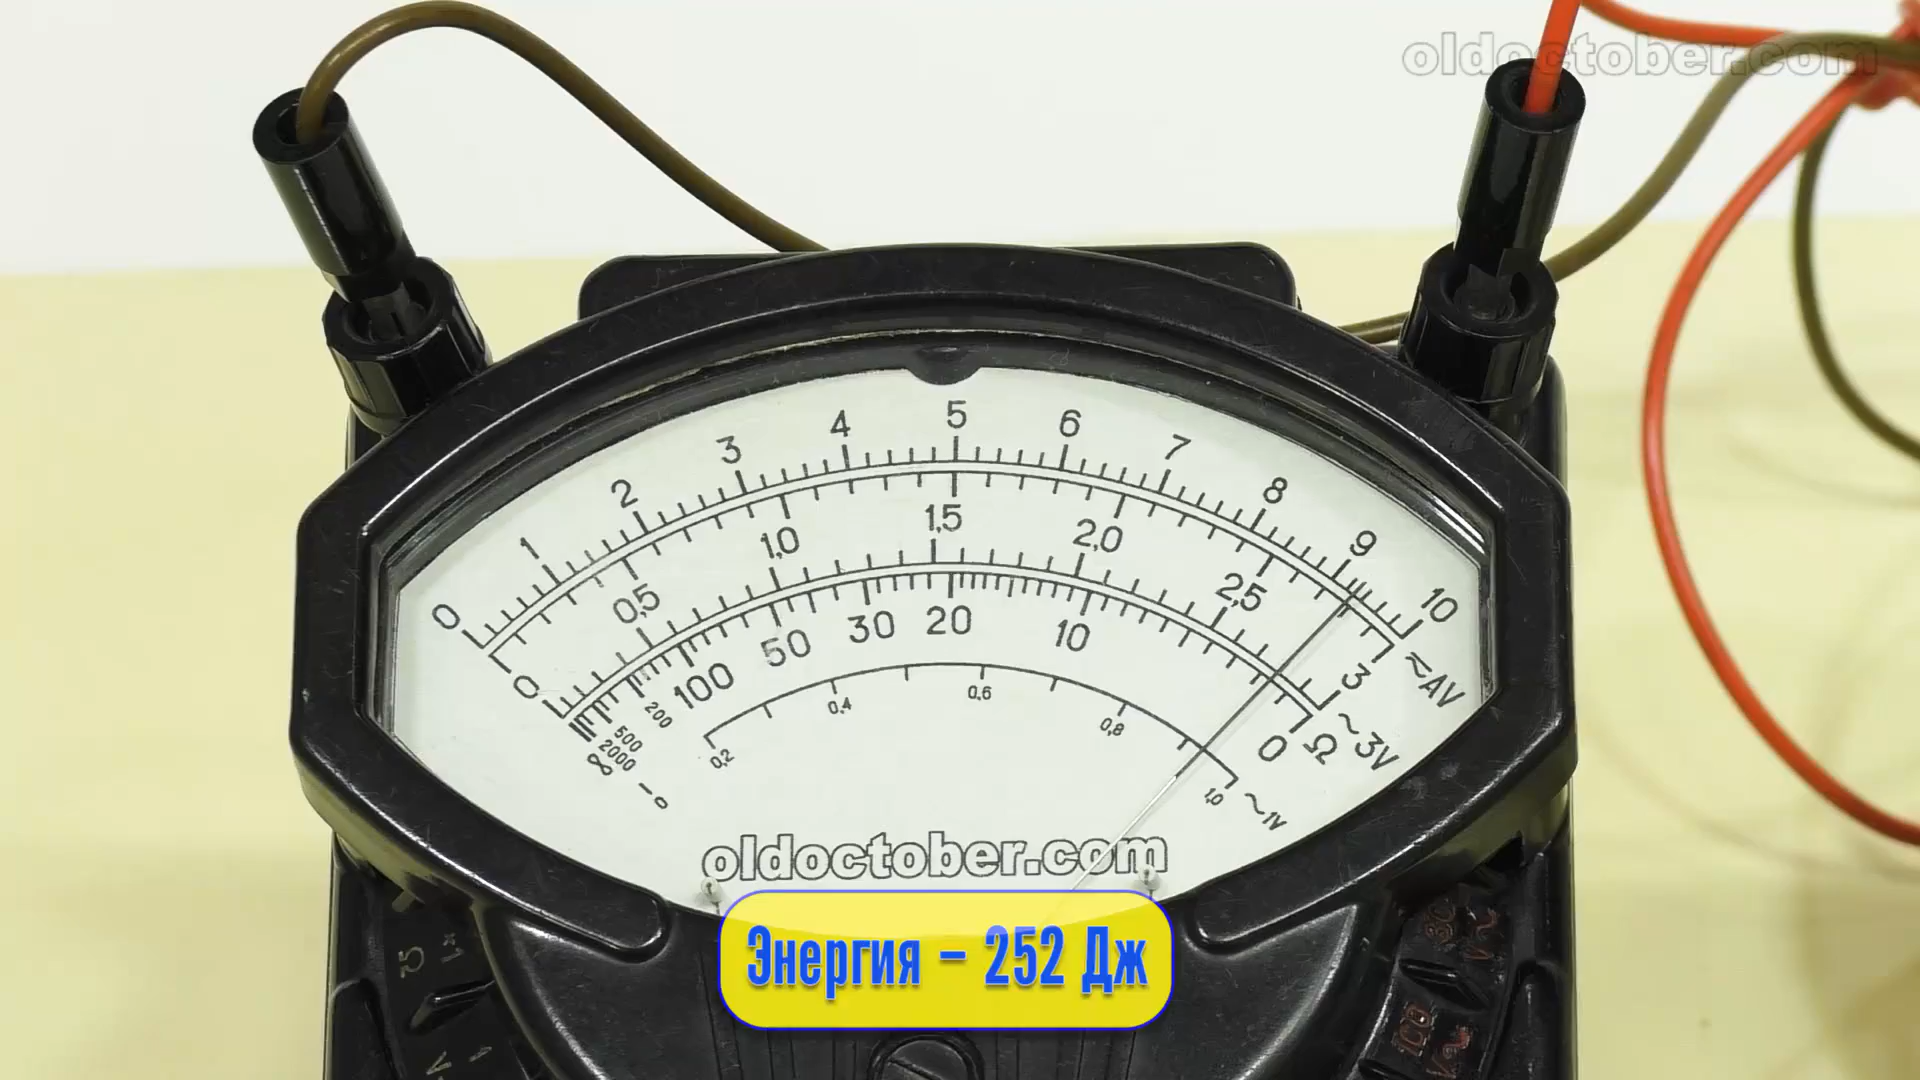 oldoctober.com
0 1 2 3 4 5 6 7 8 9 10
0 0,5 1,0 1,5 2,0 2,5 3
≂AV
~3V
∞ 2000 500 200 100 50 30 20 10 0 Ω
0,2 0,4 0,6 0,8 1,0 ~1V
oldoctober.com
Энергия – 252 Дж